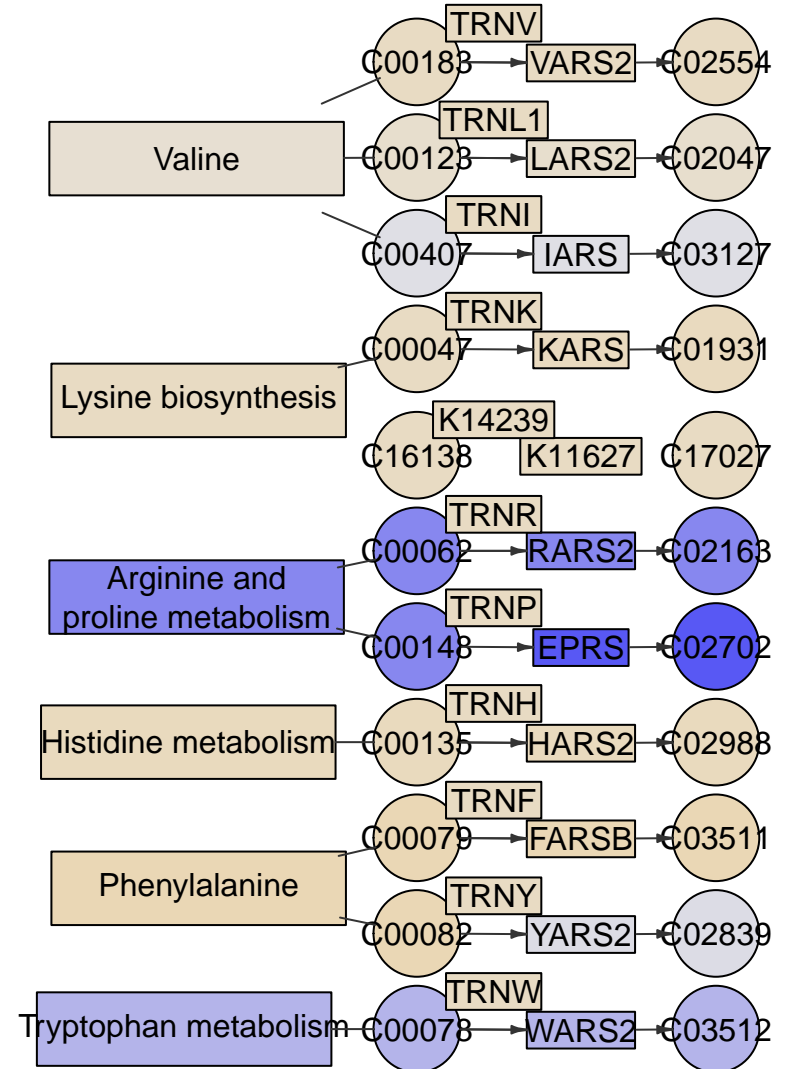 TRNV
C00183 VARS2 C02554
TRNL1
Valine C00123 LARS2 C02047
TRNI
C00407 IARS C03127
TRNK
C00047 KARS C01931
Lysine biosynthesis
K14239
C16138 K11627 C17027
TRNR
C00062 RARS2 C02163
Arginine and
proline metabolism
TRNP
C00148 EPRS C02702
TRNH
Histidine metabolism C00135 HARS2 C02988
TRNF
C00079 FARSB C03511
Phenylalanine
TRNY
C00082 YARS2 C02839
TRNW
Tryptophan metabolism C00078 WARS2 C03512